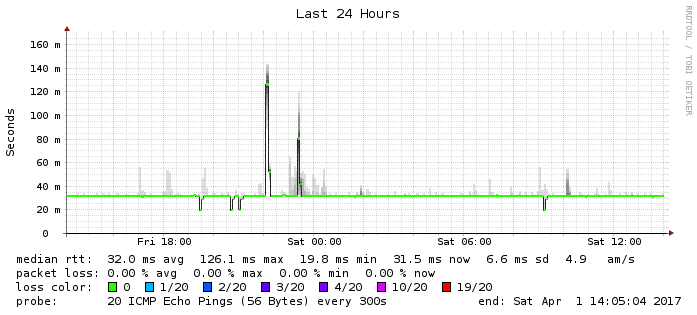 Last 24 Hours
RRDTOOL / TOBI OETIKER
Seconds
160 m
140 m
120 m
100 m
80 m
60 m
40 m
20 m
0
Fri 18:00 Sat 00:00 Sat 06:00 Sat 12:00
median rtt: 32.0 ms avg 126.1 ms max 19.8 ms min 31.5 ms now 6.6 ms sd 4.9 am/s
packet loss: 0.00 % avg 0.00 % max 0.00 % min 0.00 % now
loss color: 0 1/20 2/20 3/20 4/20 10/20 19/20
probe: 20 ICMP Echo Pings (56 Bytes) every 300s end: Sat Apr 1 14:05:04 2017